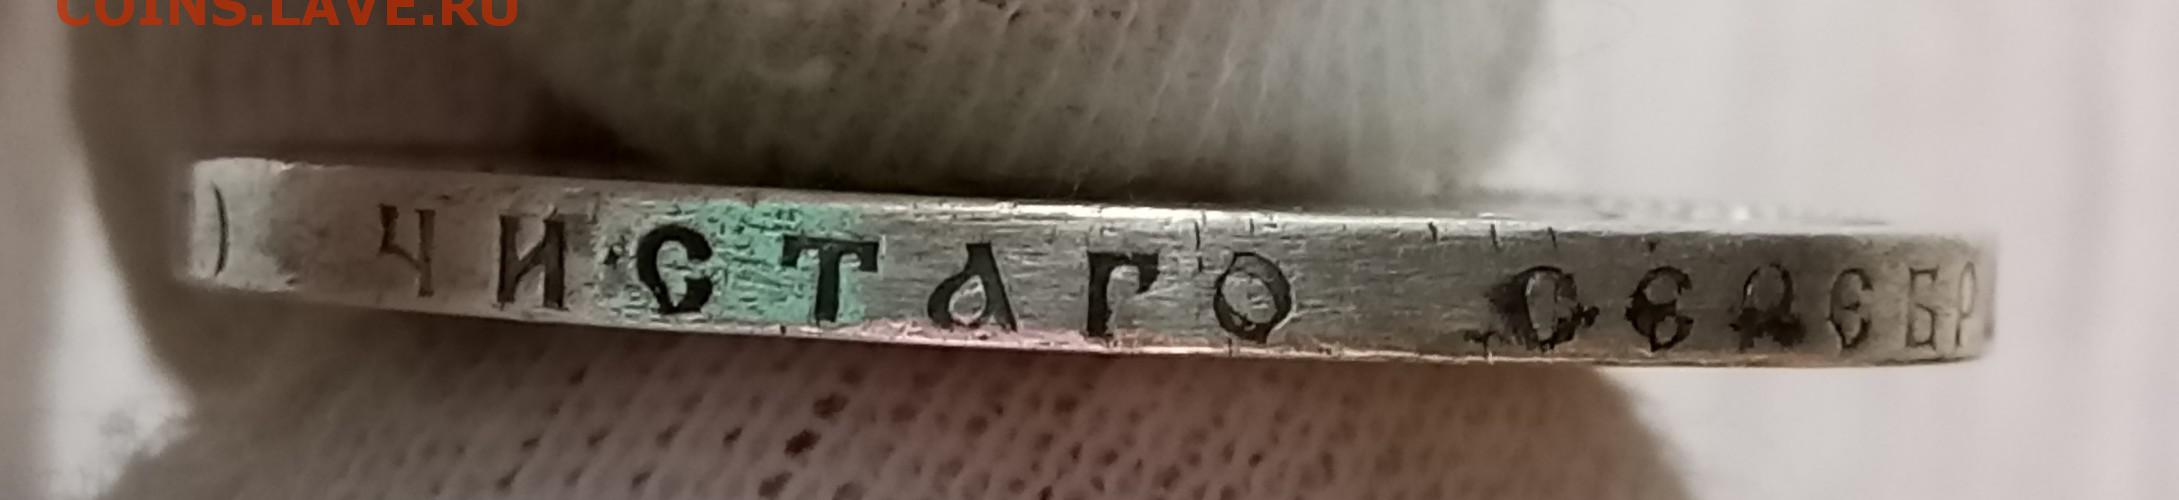 COINS.LAVE.RU
) ЧИСТАГО СЕРЕБР